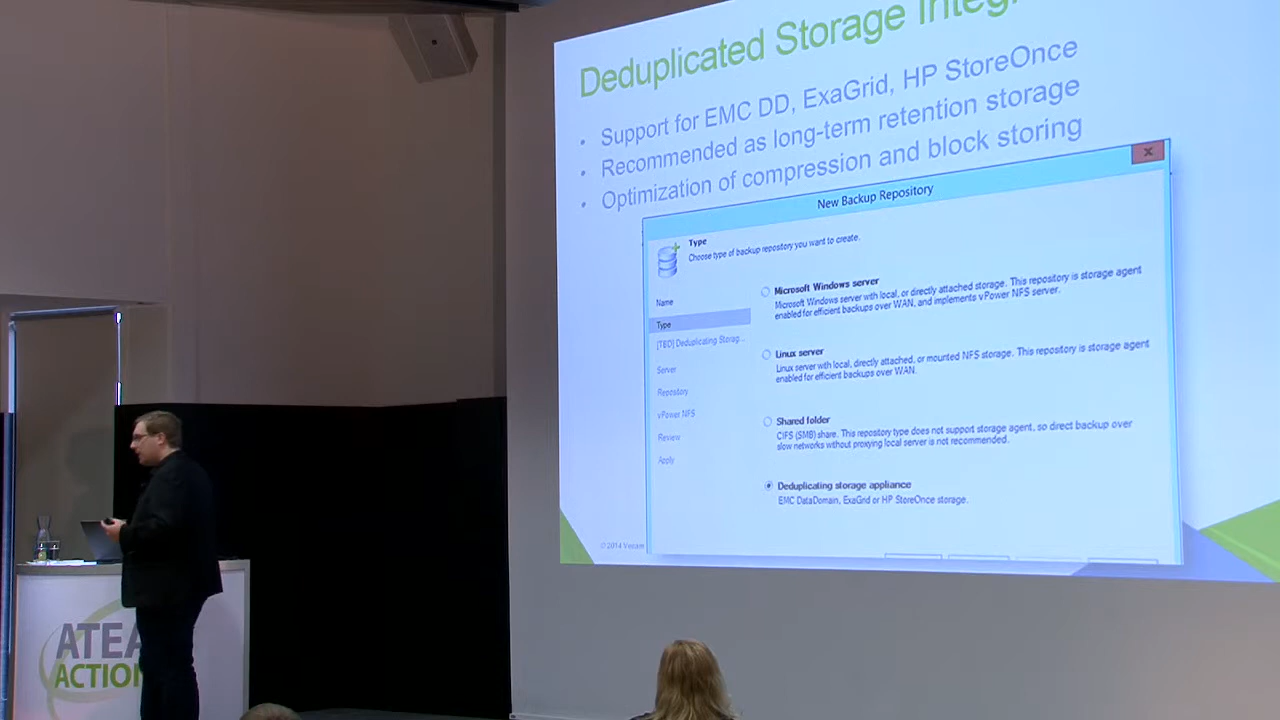 Deduplicated Storage
• Support for EMC DD, ExaGrid, HP StoreOnce
• Recommended as long-term retention storage
• Optimization of compression and block storing
New Backup Repository
Type
Choose type of backup repository you want to create.
Name
Type
[TBD] Deduplicating Storag...
Server
Repository
vPower NFS
Review
Apply
Microsoft Windows server
Microsoft Windows server with local, or directly attached storage. This repository is storage agent
enabled for efficient backups over WAN, and implements vPower NFS server.
Linux server
Linux server with local, directly attached, or mounted NFS storage. This repository is storage agent
enabled for efficient backups over WAN.
Shared folder
CIFS (SMB) share. This repository type does not support storage agent, so direct backup over
slow networks without proxying local server is not recommended.
Deduplicating storage appliance
EMC DataDomain, ExaGrid or HP StoreOnce storage.
© 2014 Veeam
ATEA
ACTION